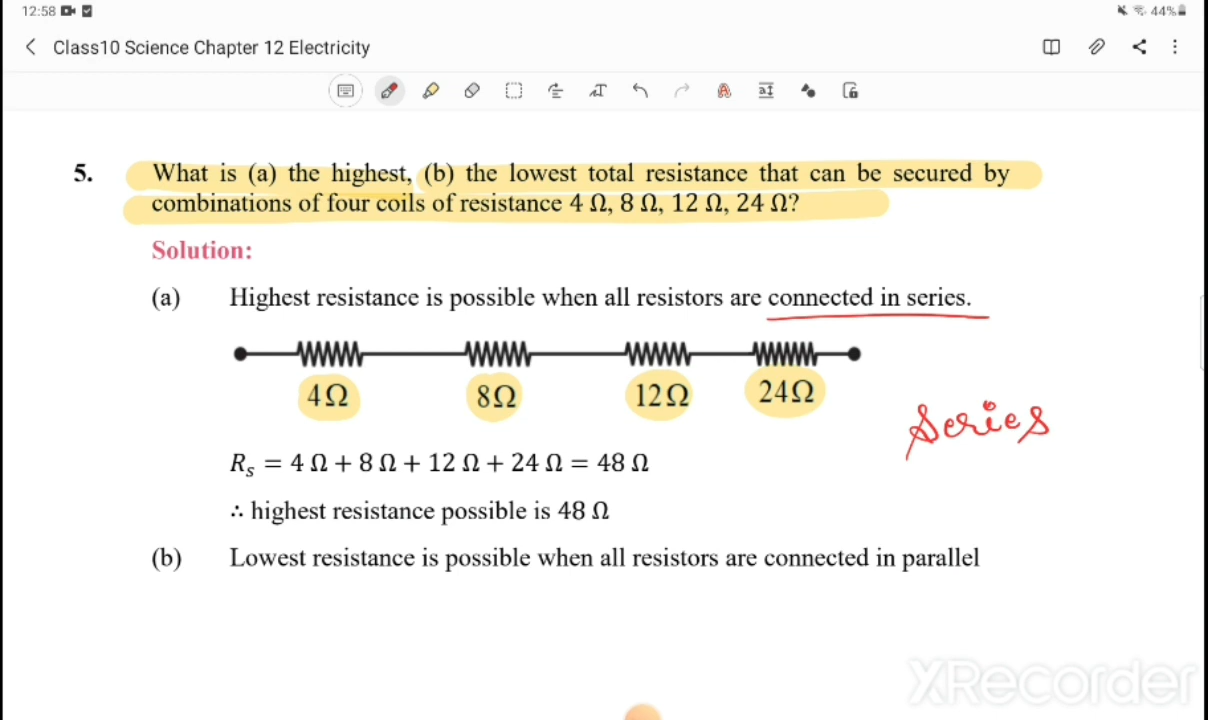 12:58 44%
Class10 Science Chapter 12 Electricity
5. What is (a) the highest, (b) the lowest total resistance that can be secured by
combinations of four coils of resistance 4 Ω, 8 Ω, 12 Ω, 24 Ω?
Solution:
(a) Highest resistance is possible when all resistors are connected in series.
4Ω 8Ω 12Ω 24Ω
Series
R_s = 4 Ω + 8 Ω + 12 Ω + 24 Ω = 48 Ω
∴ highest resistance possible is 48 Ω
(b) Lowest resistance is possible when all resistors are connected in parallel
XRecorder